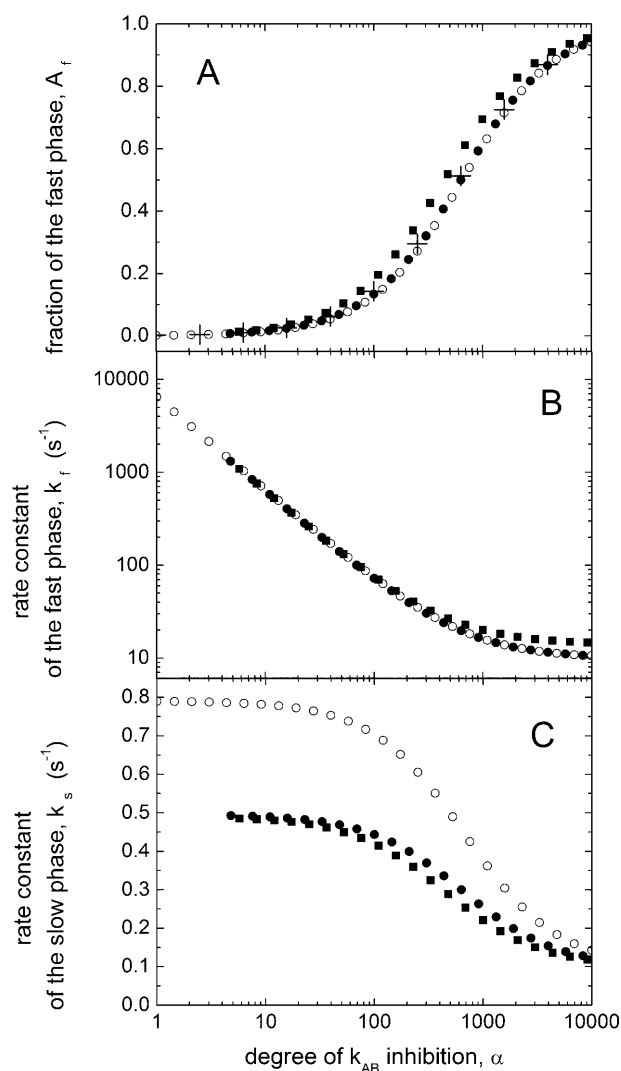 1.0
0.8
0.6
0.4
0.2
0.0
fraction of the fast phase, A f
A
10000
1000
100
10
rate constant
of the fast phase, k f (s-1)
B
0.8
0.7
0.6
0.5
0.4
0.3
0.2
0.1
0.0
rate constant
of the slow phase, k s (s-1)
C
1 10 100 1000 10000
degree of kAB inhibition, α